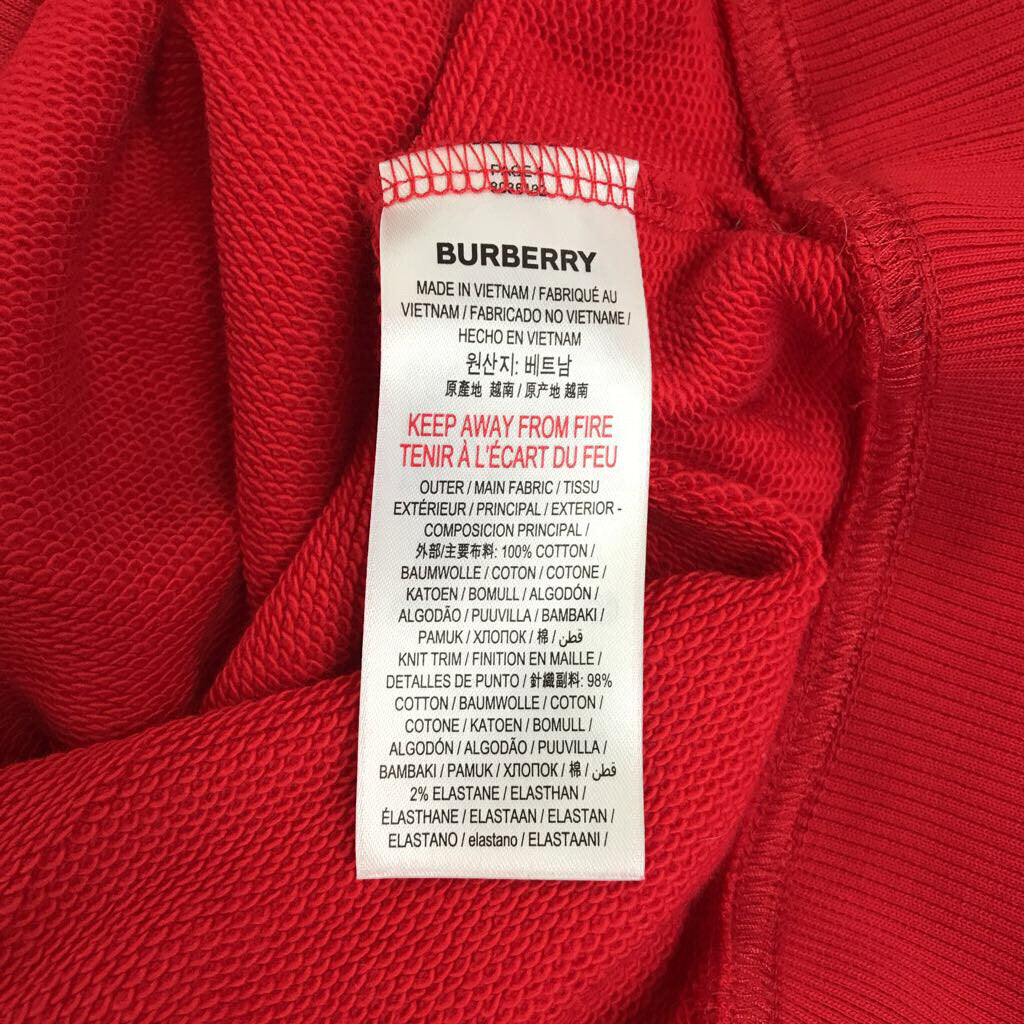 PAGE
BURBERRY
MADE IN VIETNAM / FABRIQUÉ AU
VIETNAM / FABRICADO NO VIETNAME /
HECHO EN VIETNAM
원산지: 베트남
原產地 越南 / 原产地 越南
KEEP AWAY FROM FIRE
TENIR À L'ÉCART DU FEU
OUTER / MAIN FABRIC / TISSU
EXTÉRIEUR / PRINCIPAL / EXTERIOR -
COMPOSICION PRINCIPAL /
外部/主要布料: 100% COTTON /
BAUMWOLLE / COTON / COTONE /
KATOEN / BOMULL / ALGODÓN /
ALGODÃO / PUUVILLA / BAMBAKI /
PAMUK / ХЛОПОК / 棉 / قطن
KNIT TRIM / FINITION EN MAILLE /
DETALLES DE PUNTO / 針織副料: 98%
COTTON / BAUMWOLLE / COTON /
COTONE / KATOEN / BOMULL /
ALGODÓN / ALGODÃO / PUUVILLA /
BAMBAKI / PAMUK / ХЛОПОК / 棉 / قطن
2% ELASTANE / ELASTHAN /
ÉLASTHANE / ELASTAAN / ELASTAN /
ELASTANO / elastano / ELASTAANI /